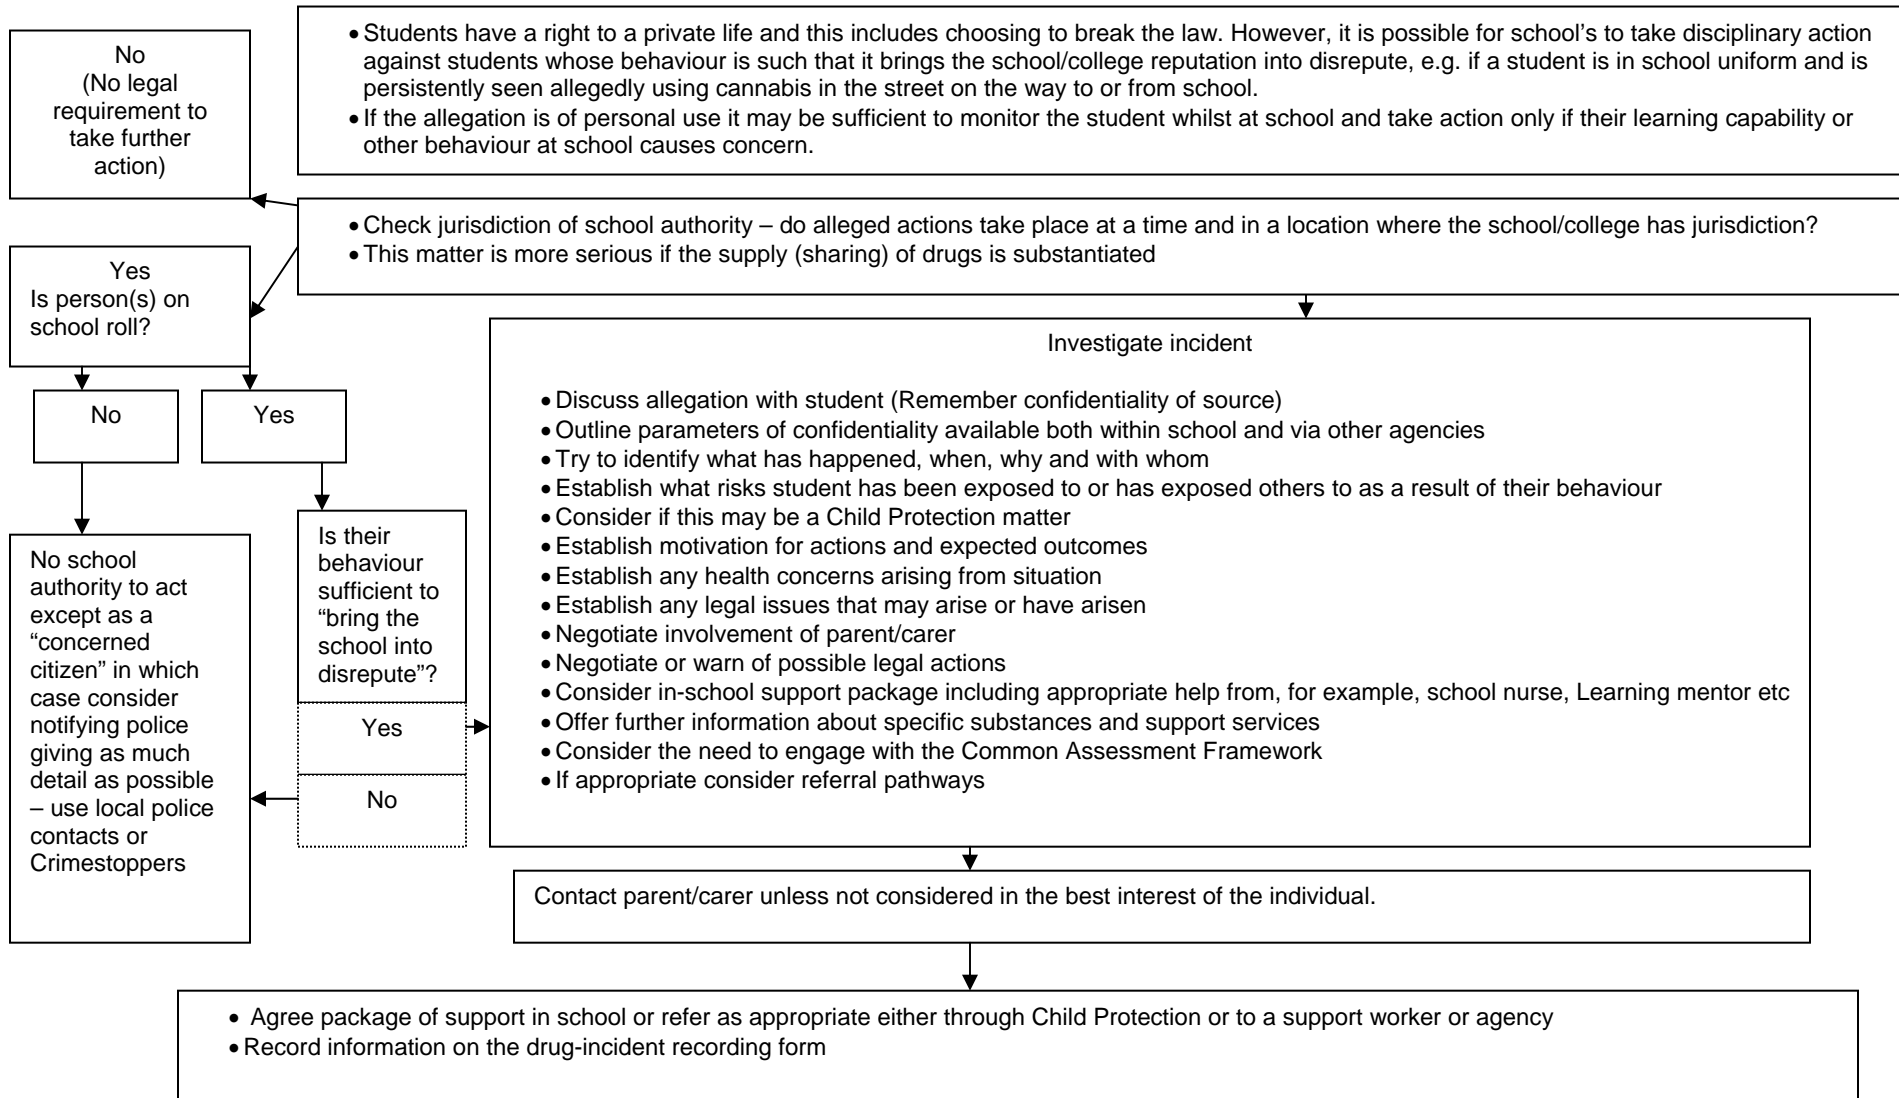 No
(No legal
requirement to
take further
action)
• Students have a right to a private life and this includes choosing to break the law. However, it is possible for school’s to take disciplinary action
against students whose behaviour is such that it brings the school/college reputation into disrepute, e.g. if a student is in school uniform and is
persistently seen allegedly using cannabis in the street on the way to or from school.
• If the allegation is of personal use it may be sufficient to monitor the student whilst at school and take action only if their learning capability or
other behaviour at school causes concern.
• Check jurisdiction of school authority – do alleged actions take place at a time and in a location where the school/college has jurisdiction?
• This matter is more serious if the supply (sharing) of drugs is substantiated
Yes
Is person(s) on
school roll?
No
Yes
No school
authority to act
except as a
“concerned
citizen” in which
case consider
notifying police
giving as much
detail as possible
– use local police
contacts or
Crimestoppers
Is their
behaviour
sufficient to
“bring the
school into
disrepute”?
Yes
No
Investigate incident
• Discuss allegation with student (Remember confidentiality of source)
• Outline parameters of confidentiality available both within school and via other agencies
• Try to identify what has happened, when, why and with whom
• Establish what risks student has been exposed to or has exposed others to as a result of their behaviour
• Consider if this may be a Child Protection matter
• Establish motivation for actions and expected outcomes
• Establish any health concerns arising from situation
• Establish any legal issues that may arise or have arisen
• Negotiate involvement of parent/carer
• Negotiate or warn of possible legal actions
• Consider in-school support package including appropriate help from, for example, school nurse, Learning mentor etc
• Offer further information about specific substances and support services
• Consider the need to engage with the Common Assessment Framework
• If appropriate consider referral pathways
Contact parent/carer unless not considered in the best interest of the individual.
• Agree package of support in school or refer as appropriate either through Child Protection or to a support worker or agency
• Record information on the drug-incident recording form